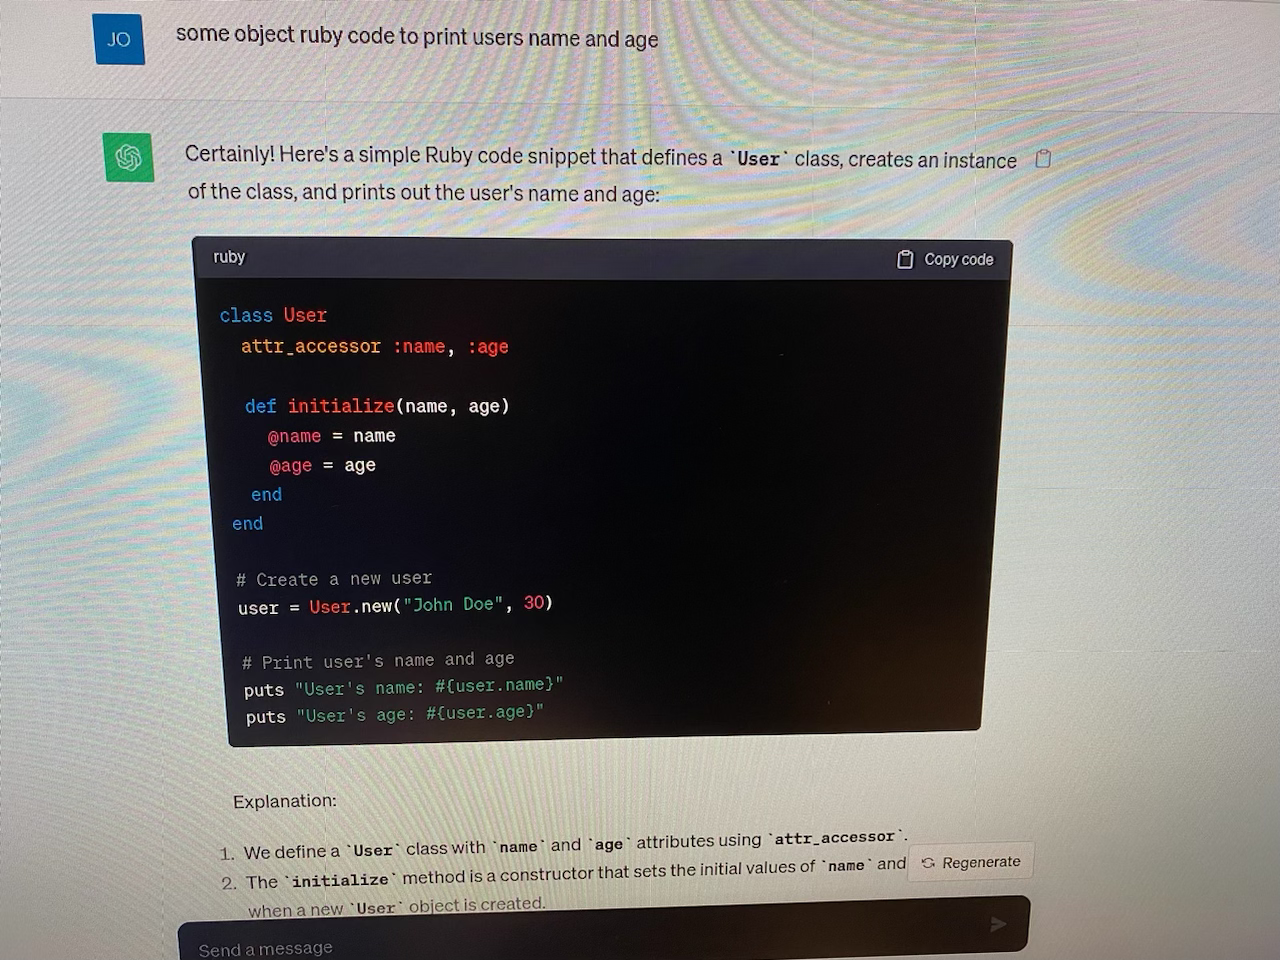 JO
some object ruby code to print users name and age
Certainly! Here's a simple Ruby code snippet that defines a `User` class, creates an instance
of the class, and prints out the user's name and age:
ruby
Copy code
class User
  attr_accessor :name, :age

  def initialize(name, age)
    @name = name
    @age = age
  end
end

# Create a new user
user = User.new("John Doe", 30)

# Print user's name and age
puts "User's name: #{user.name}"
puts "User's age: #{user.age}"
Explanation:
1. We define a `User` class with `name` and `age` attributes using `attr_accessor`.
2. The `initialize` method is a constructor that sets the initial values of `name` and
Regenerate
when a new `User` object is created.
Send a message